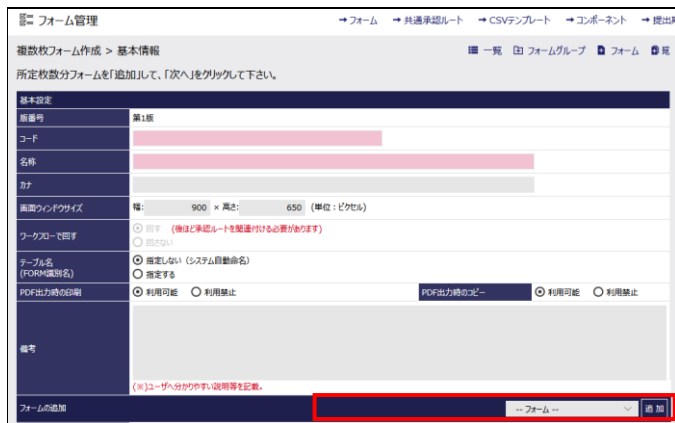 フォーム管理
→フォーム →共通承認ルート →CSVテンプレート →コンポーネント →提出
複数枚フォーム作成 > 基本情報
一覧 フォームグループ フォーム
所定枚数分フォームを「追加」して、「次へ」をクリックして下さい。
基本設定
版番号 第1版
コード
名称
カナ
画面ウィンドウサイズ 幅: 900 × 高さ: 650 (単位：ピクセル)
ワークフローで回す 回す (後ほど承認ルートを関連付ける必要があります)
回さない
テーブル名 指定しない（システム自動命名）
(FORM識別名) 指定する
PDF出力時の印刷 利用可能 利用禁止 PDF出力時のコピー 利用可能 利用禁止
備考
(※)ユーザへ分かりやすい説明等を記載。
フォームの追加 -- フォーム -- 追加